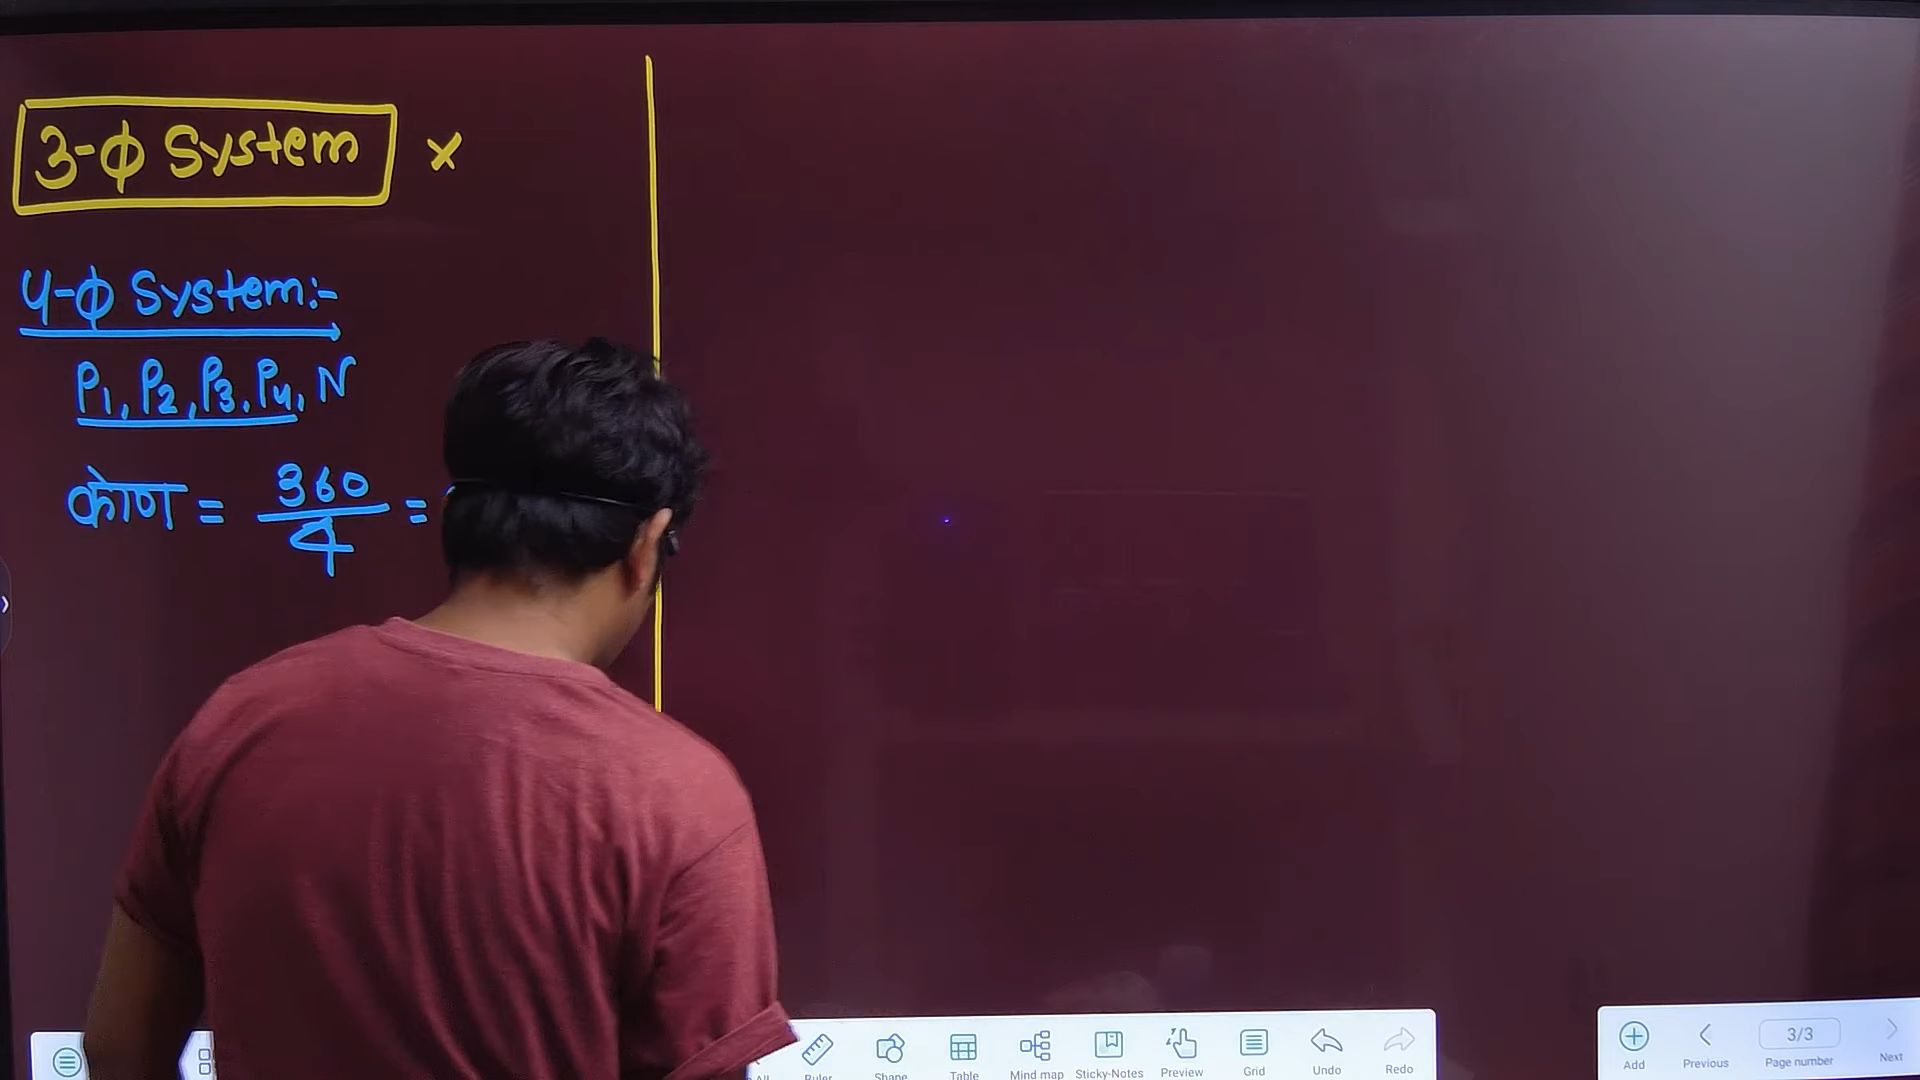 3-φ System ×
4-φ System:-
P1, P2, P3, P4, N
कोण = 360/4 =
Ruler
Shape
Table
Mind map
Sticky-Notes
Preview
Grid
Undo
Redo
Add
Previous
3/3
Page number
Next